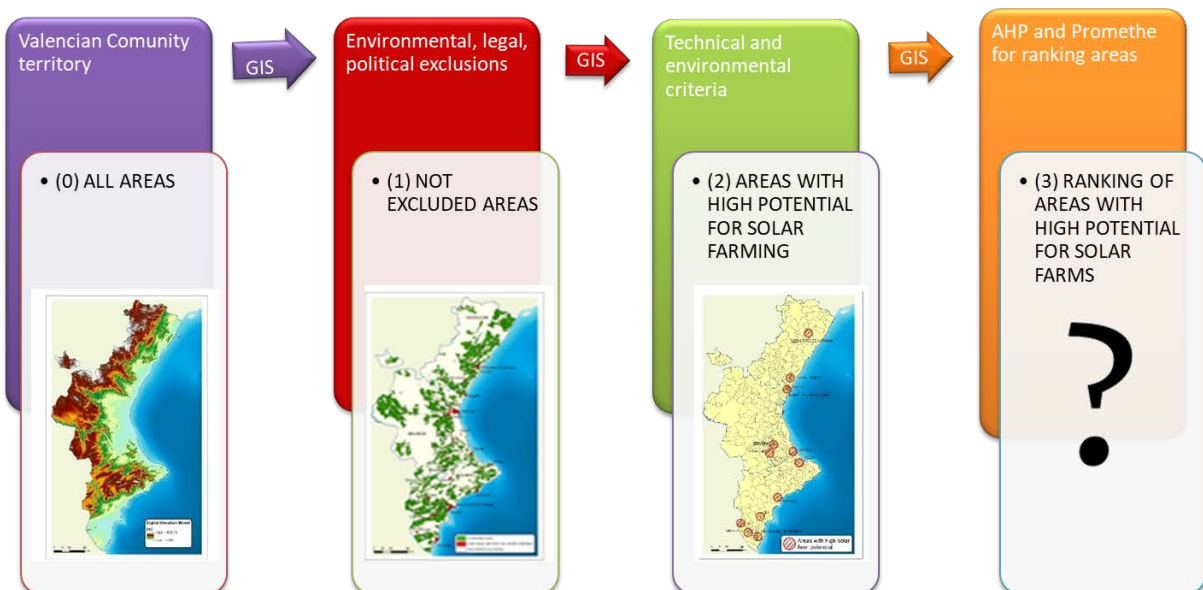 Valencian Comunity
territory
GIS
Environmental, legal,
political exclusions
GIS
Technical and
environmental
criteria
GIS
AHP and Promethe
for ranking areas
• (0) ALL AREAS
• (1) NOT
EXCLUDED AREAS
• (2) AREAS WITH
HIGH POTENTIAL
FOR SOLAR
FARMING
• (3) RANKING OF
AREAS WITH
HIGH POTENTIAL
FOR SOLAR
FARMS
?
Digital Elevation Model
Areas with high solar
farm potential